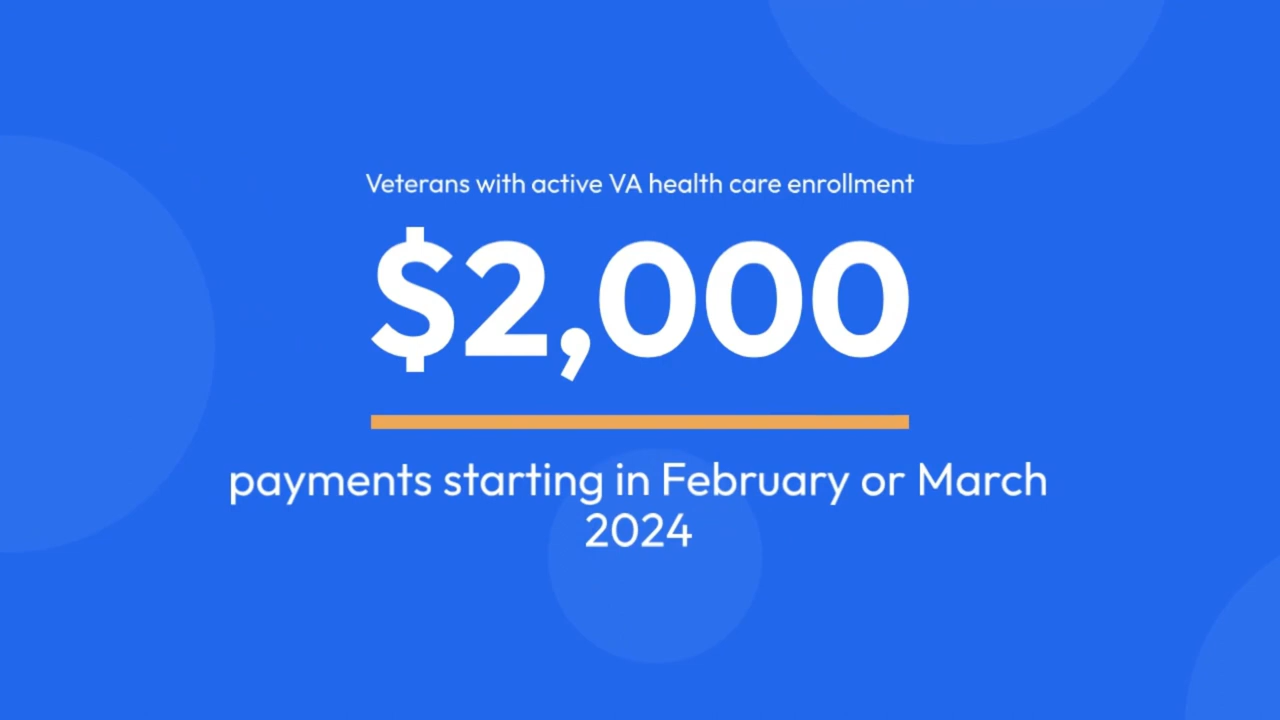 Veterans with active VA health care enrollment
$2,000
payments starting in February or March
2024